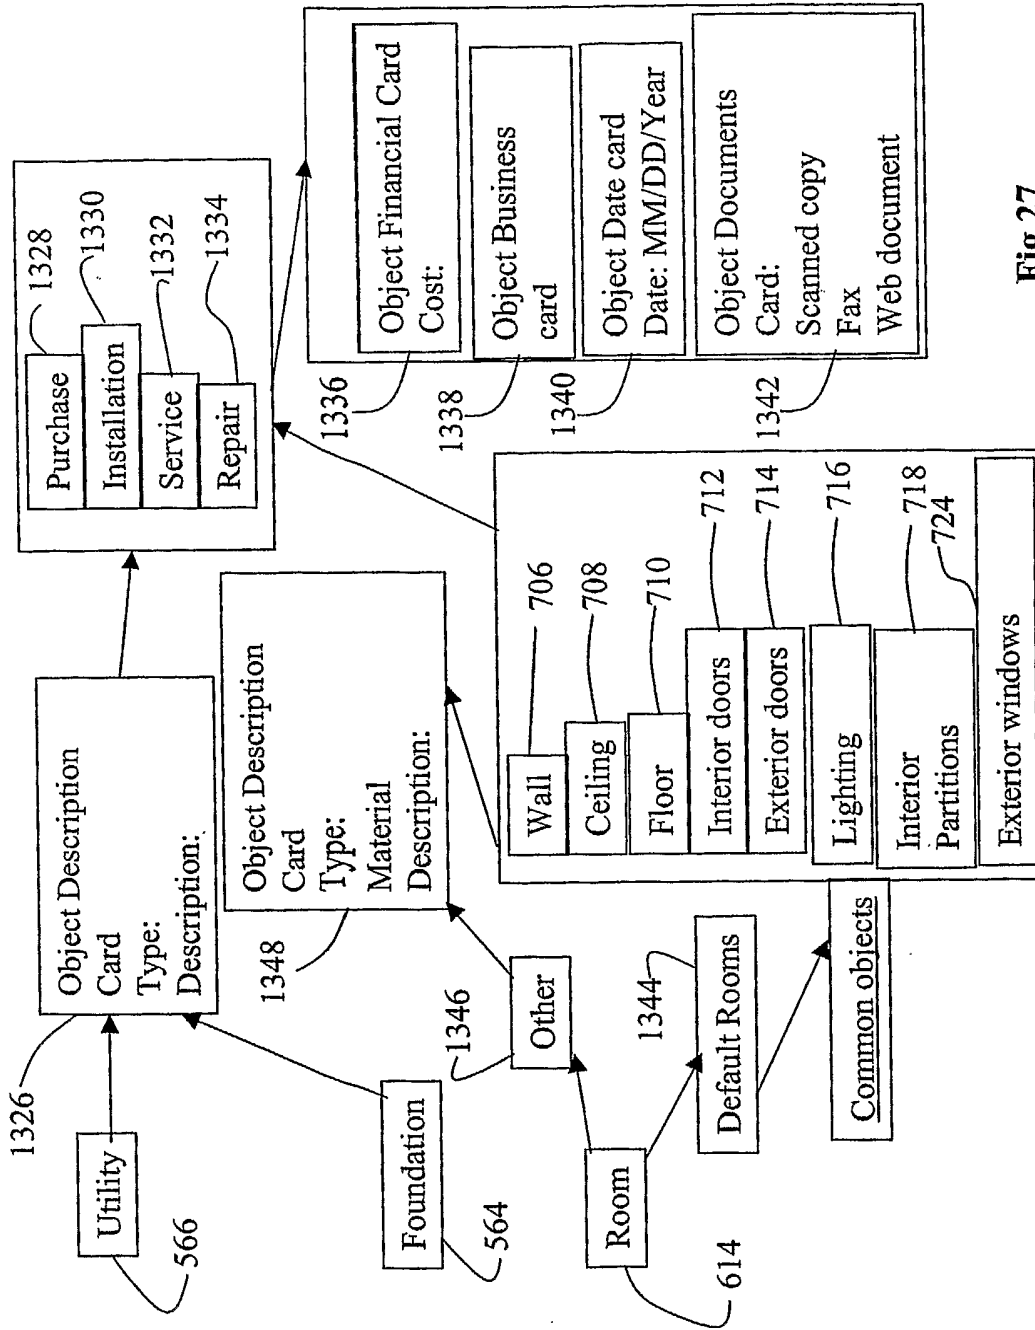 566
Utility
1326
Object Description
Card
Type:
Description:
Purchase
1328
Installation
1330
Service
1332
Repair
1334
Foundation
564
1348
Object Description
Card
Type:
Material
Description:
1346
Other
Room
614
1344
Default Rooms
Common objects
Wall
706
Ceiling
708
Floor
710
Interior doors
712
Exterior doors
714
Lighting
716
Interior
Partitions
718
724
Exterior windows
1336
Object Financial Card
Cost:
1338
Object Business
card
1340
Object Date card
Date: MM/DD/Year
1342
Object Documents
Card:
Scanned copy
Fax
Web document
Fig 27